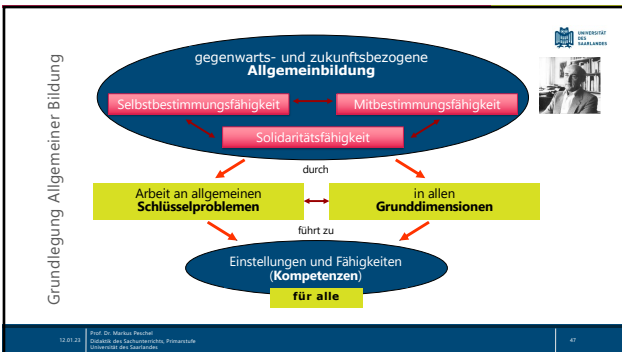 Grundlegung Allgemeiner Bildung
UNIVERSITÄT
DES
SAARLANDES
gegenwarts- und zukunftsbezogene
Allgemeinbildung
Selbstbestimmungsfähigkeit
Mitbestimmungsfähigkeit
Solidaritätsfähigkeit
durch
Arbeit an allgemeinen
Schlüsselproblemen
in allen
Grunddimensionen
führt zu
Einstellungen und Fähigkeiten
(Kompetenzen)
für alle
12.01.23
Prof. Dr. Markus Peschel
Didaktik des Sachunterrichts, Primarstufe
Universität des Saarlandes
47